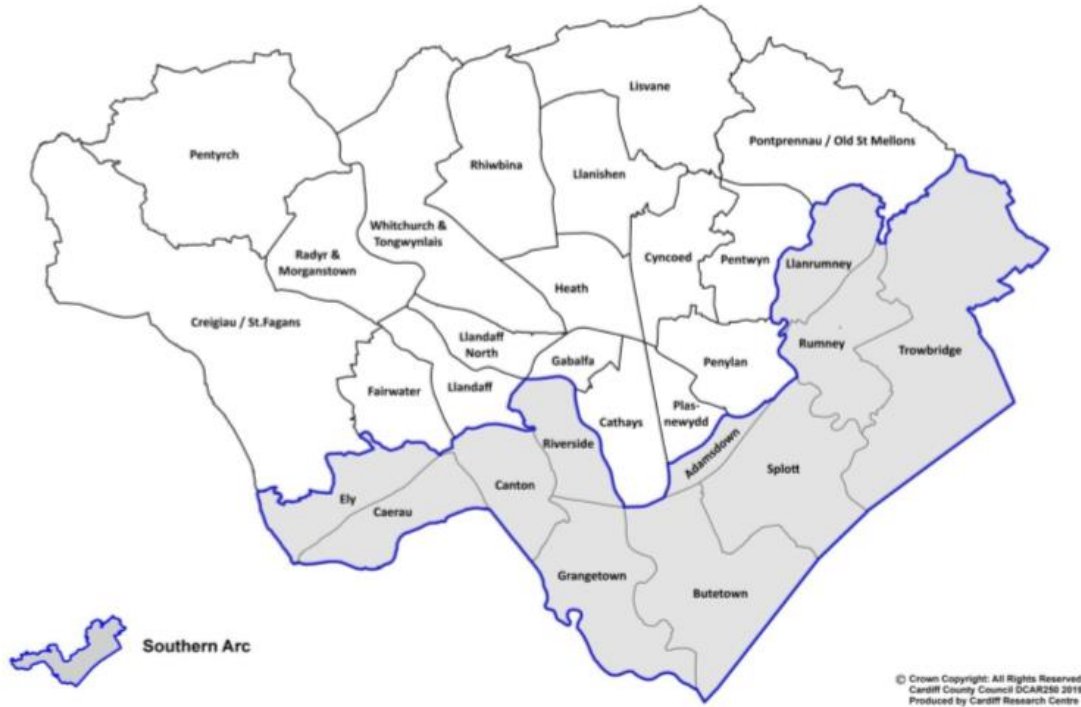 Lisvane
Pontprennau / Old St Mellons
Pentyrch
Rhiwbina
Llanishen
Whitchurch &
Tongwynlais
Radyr &
Morganstown
Cyncoed
Pentwyn
Llanrumney
Heath
Creigiau / St.Fagans
Llandaff
North
Rumney
Trowbridge
Gabalfa
Penylan
Fairwater
Llandaff
Plas-
newydd
Cathays
Riverside
Adamsdown
Splott
Canton
Ely
Caerau
Grangetown
Butetown
Southern Arc
© Crown Copyright: All Rights Reserved
Cardiff County Council DCAR250 2019
Produced by Cardiff Research Centre